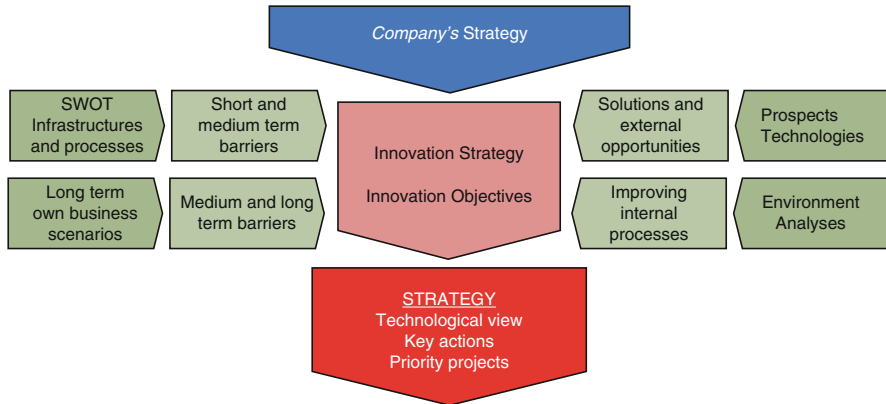 Company's Strategy
SWOT
Infrastructures
and processes
Short and
medium term
barriers
Innovation Strategy
Innovation Objectives
Solutions and
external
opportunities
Prospects
Technologies
Long term
own business
scenarios
Medium and long
term barriers
Improving
internal
processes
Environment
Analyses
STRATEGY
Technological view
Key actions
Priority projects